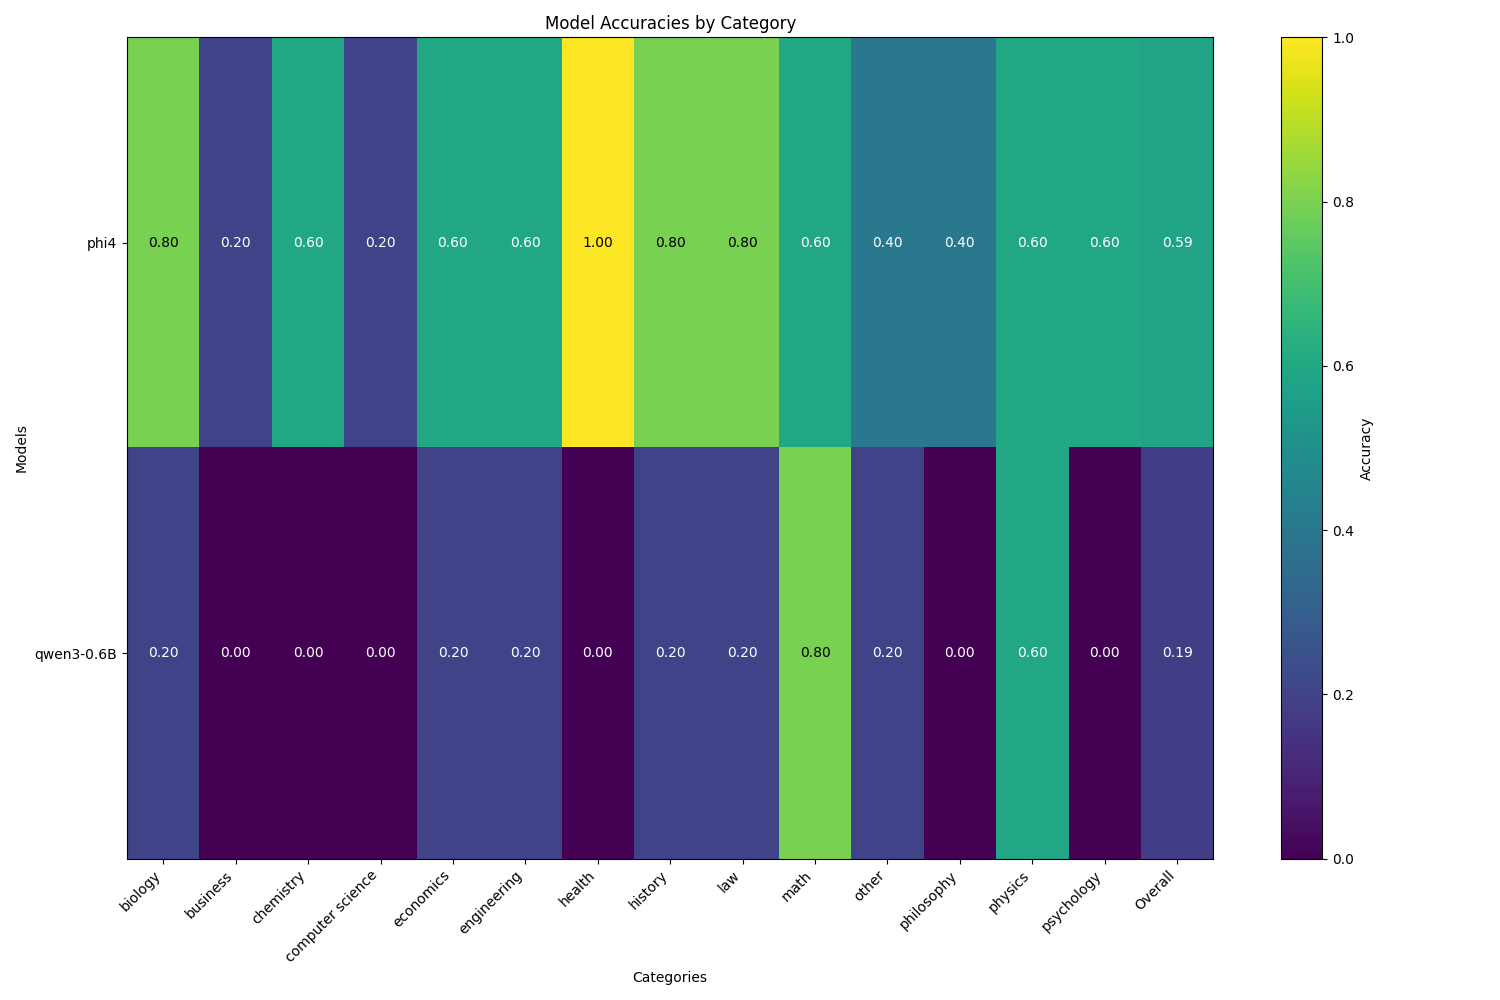 Model Accuracies by Category
Models
phi4
0.80 0.20 0.60 0.20 0.60 0.60 1.00 0.80 0.80 0.60 0.40 0.40 0.60 0.60 0.59
qwen3-0.6B
0.20 0.00 0.00 0.00 0.20 0.20 0.00 0.20 0.20 0.80 0.20 0.00 0.60 0.00 0.19
biology
business
chemistry
computer science
economics
engineering
health
history
law
math
other
philosophy
physics
psychology
Overall
Categories
1.0
0.8
0.6
0.4
0.2
0.0
Accuracy